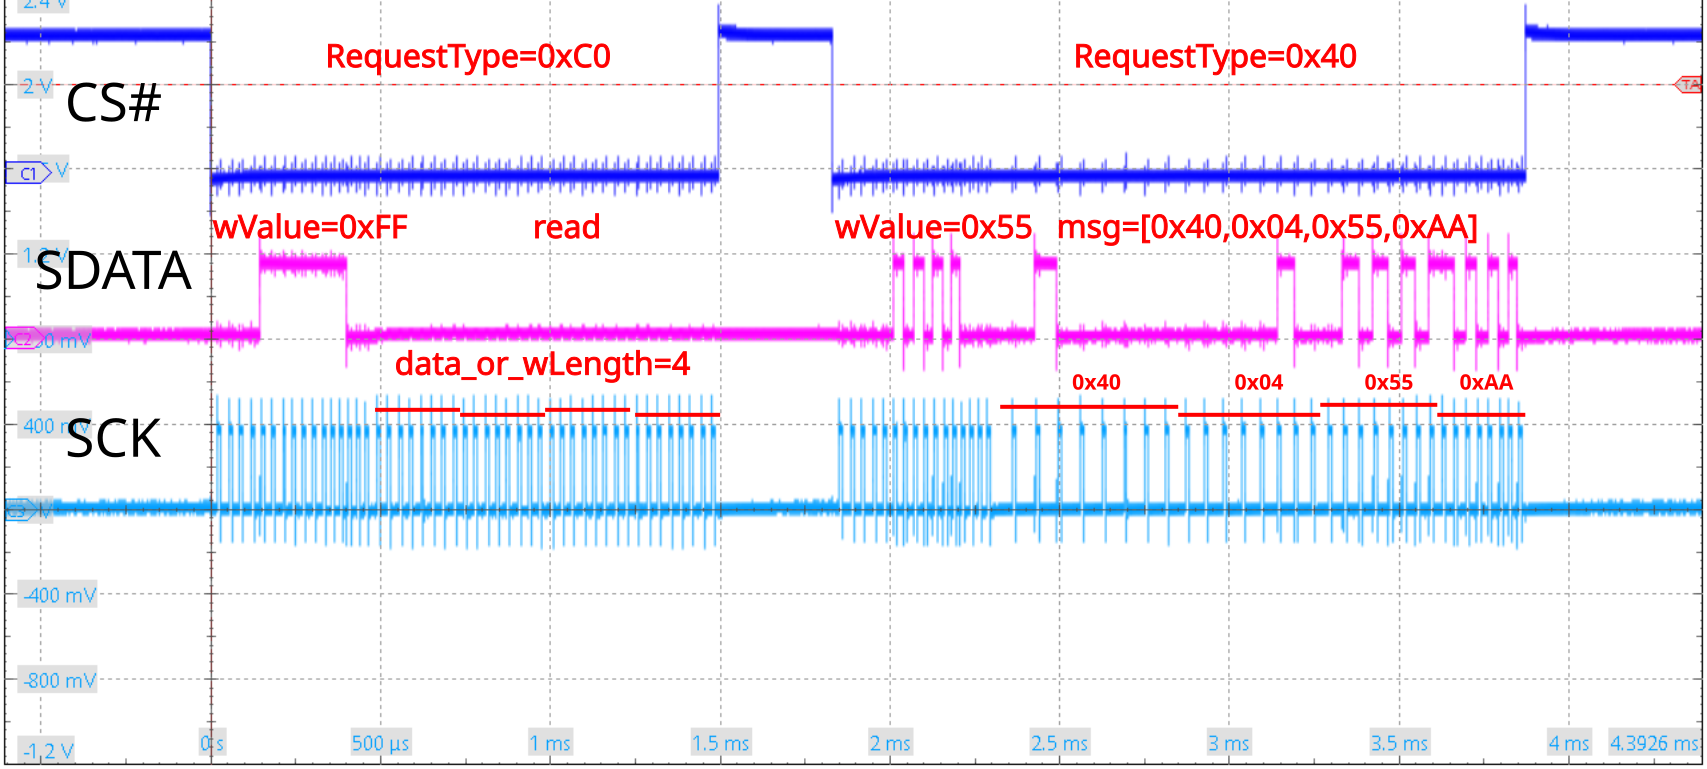 2.4 V
RequestType=0xC0 RequestType=0x40
2 V
TA
CS#
C1 V
wValue=0xFF read wValue=0x55 msg=[0x40,0x04,0x55,0xAA]
1.2 V
SDATA
C2 mV
data_or_wLength=4
0x40 0x04 0x55 0xAA
400 mV
SCK
C3
-400 mV
-800 mV
0 s 500 µs 1 ms 1.5 ms 2 ms 2.5 ms 3 ms 3.5 ms 4 ms 4.3926 ms
-1,2 V